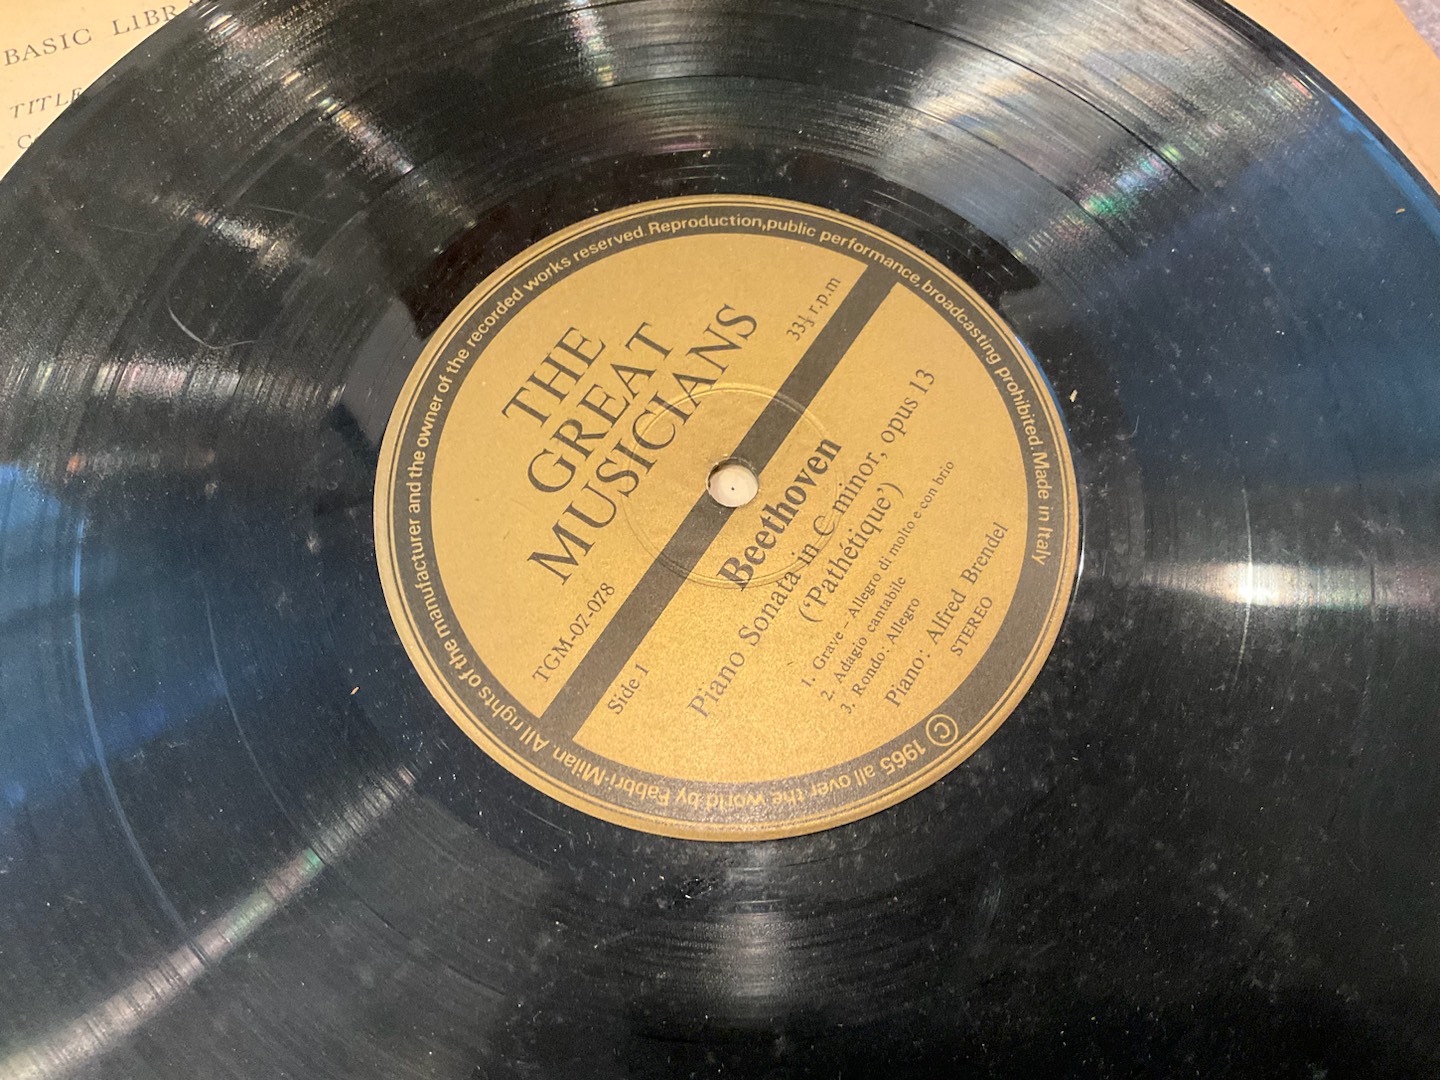 BASIC LIBRA
TITLE
THE
GREAT
MUSICIANS
33⅓ r.p.m
TGM-07-078
Side 1
Beethoven
Piano Sonata in C minor, opus 13
(‘Pathétique’)
1. Grave – Allegro di molto e con brio
2. Adagio cantabile
3. Rondo: Allegro
Piano: Alfred Brendel
STEREO
© 1965 all over the world by Fabbri-Milan. All rights of the manufacturer and the owner of the recorded works reserved. Reproduction, public performance, broadcasting prohibited. Made in Italy